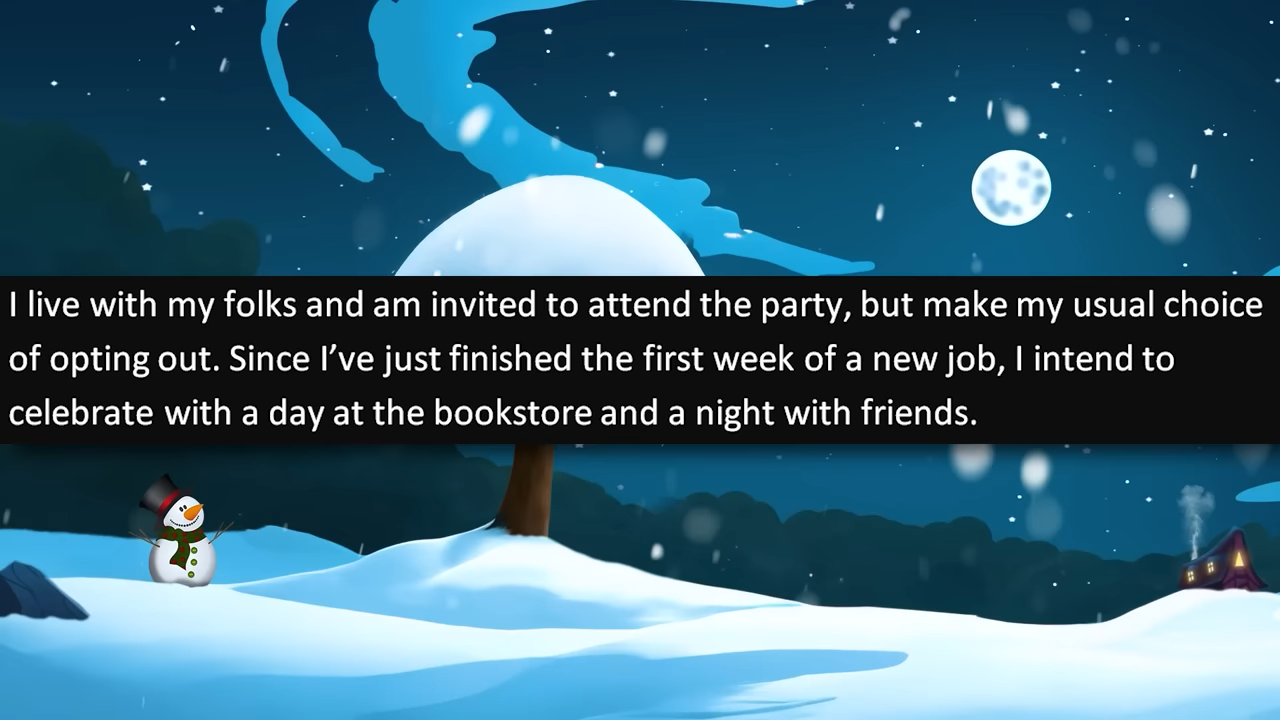 I live with my folks and am invited to attend the party, but make my usual choice
of opting out. Since I’ve just finished the first week of a new job, I intend to
celebrate with a day at the bookstore and a night with friends.